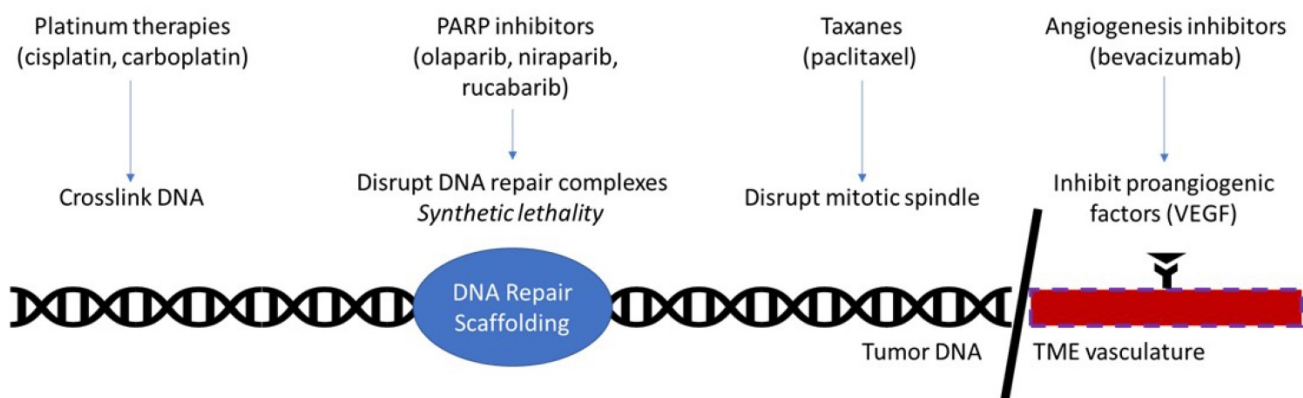 Platinum therapies
(cisplatin, carboplatin)
PARP inhibitors
(olaparib, niraparib,
rucabarib)
Taxanes
(paclitaxel)
Angiogenesis inhibitors
(bevacizumab)
Crosslink DNA
Disrupt DNA repair complexes
Synthetic lethality
Disrupt mitotic spindle
Inhibit proangiogenic
factors (VEGF)
DNA Repair
Scaffolding
Tumor DNA
TME vasculature